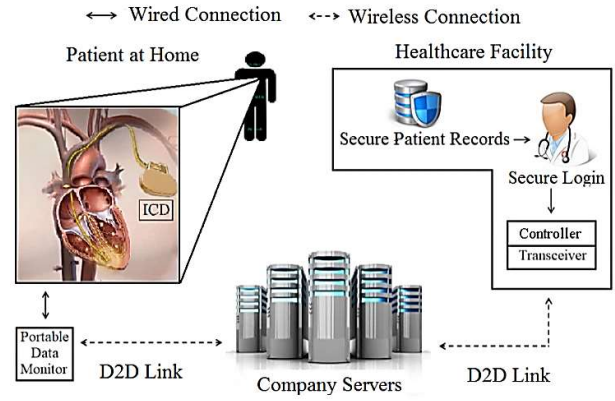 Wired Connection
Wireless Connection
Patient at Home
Healthcare Facility
ICD
Secure Patient Records
Secure Login
Controller
Transceiver
Portable
Data
Monitor
D2D Link
Company Servers
D2D Link